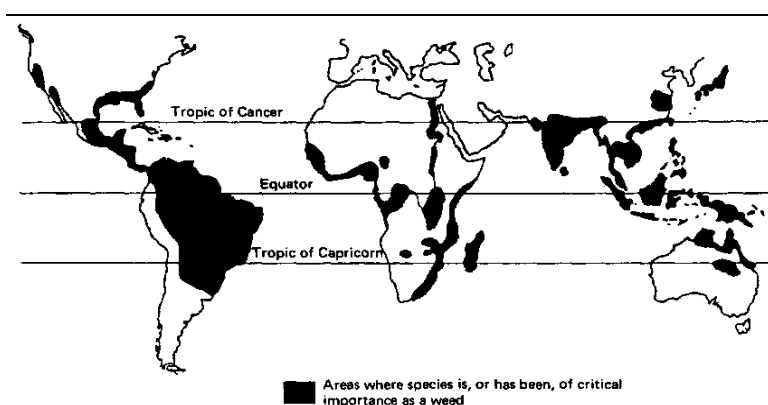 Tropic of Cancer
Equator
Tropic of Capricorn
Areas where species is, or has been, of critical
importance as a weed